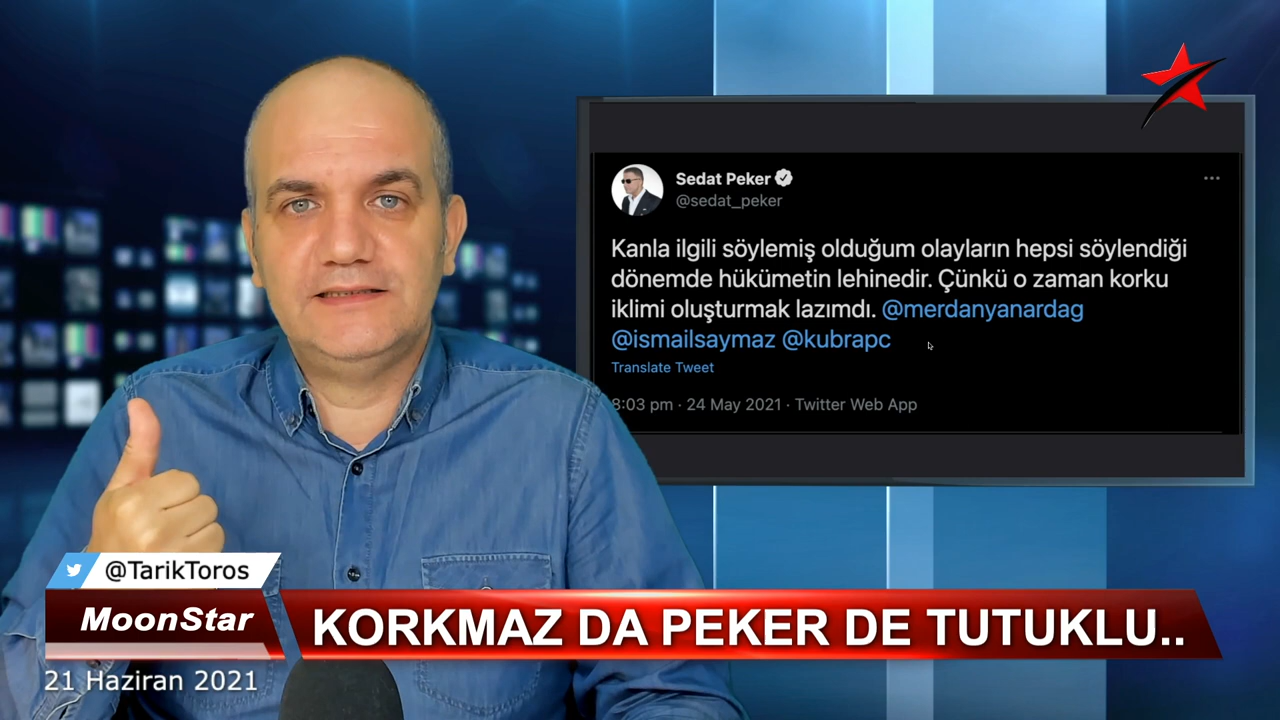 Sedat Peker
@sedat_peker
Kanla ilgili söylemiş olduğum olayların hepsi söylendiği
dönemde hükümetin lehinedir. Çünkü o zaman korku
iklimi oluşturmak lazımdı. @merdanyanardag
@ismailsaymaz @kubrapc
Translate Tweet
8:03 pm · 24 May 2021 · Twitter Web App
@TarikToros
MoonStar
KORKMAZ DA PEKER DE TUTUKLU..
21 Haziran 2021